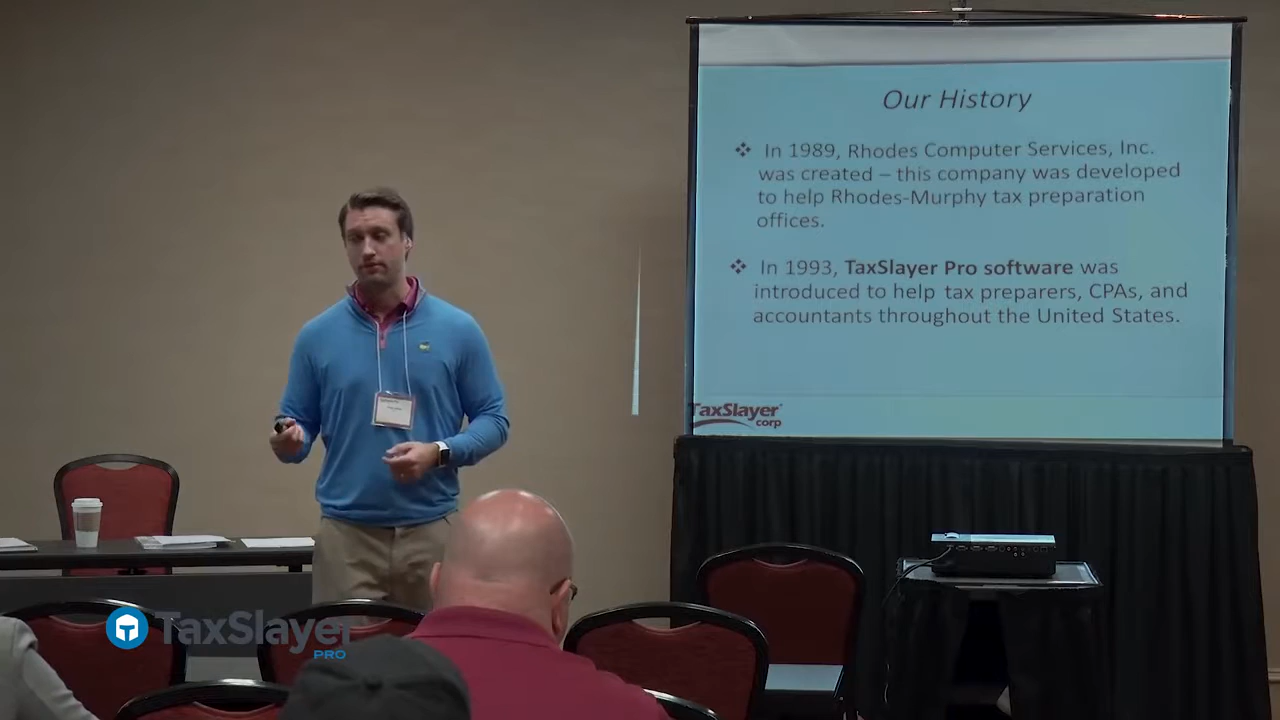 Our History
❖ In 1989, Rhodes Computer Services, Inc.
was created – this company was developed
to help Rhodes-Murphy tax preparation
offices.
❖ In 1993, TaxSlayer Pro software was
introduced to help tax preparers, CPAs, and
accountants throughout the United States.
TaxSlayer
corp
TaxSlayer
PRO